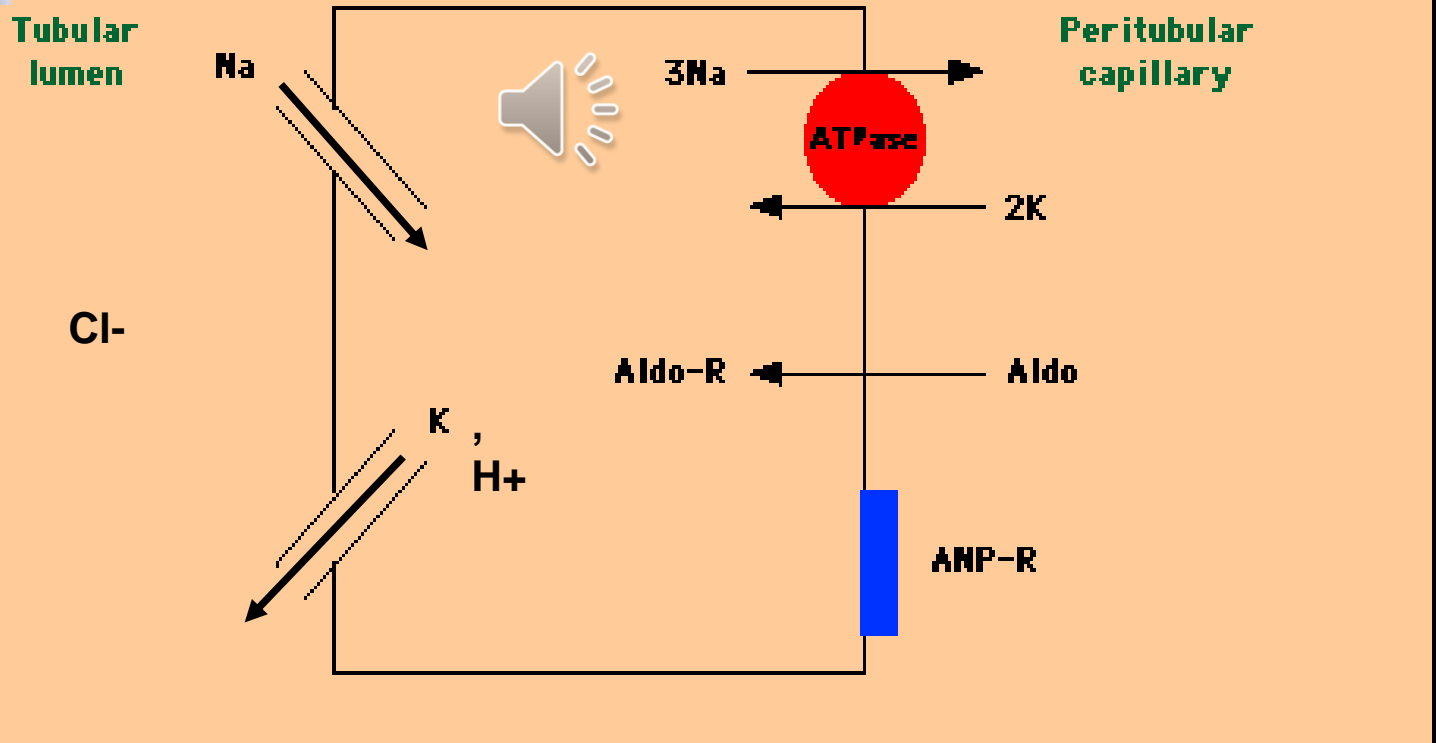 Tubular
lumen
Na
3Na
Peritubular
capillary
ATPase
2K
Cl-
Aldo-R
Aldo
K ,
H+
ANP-R